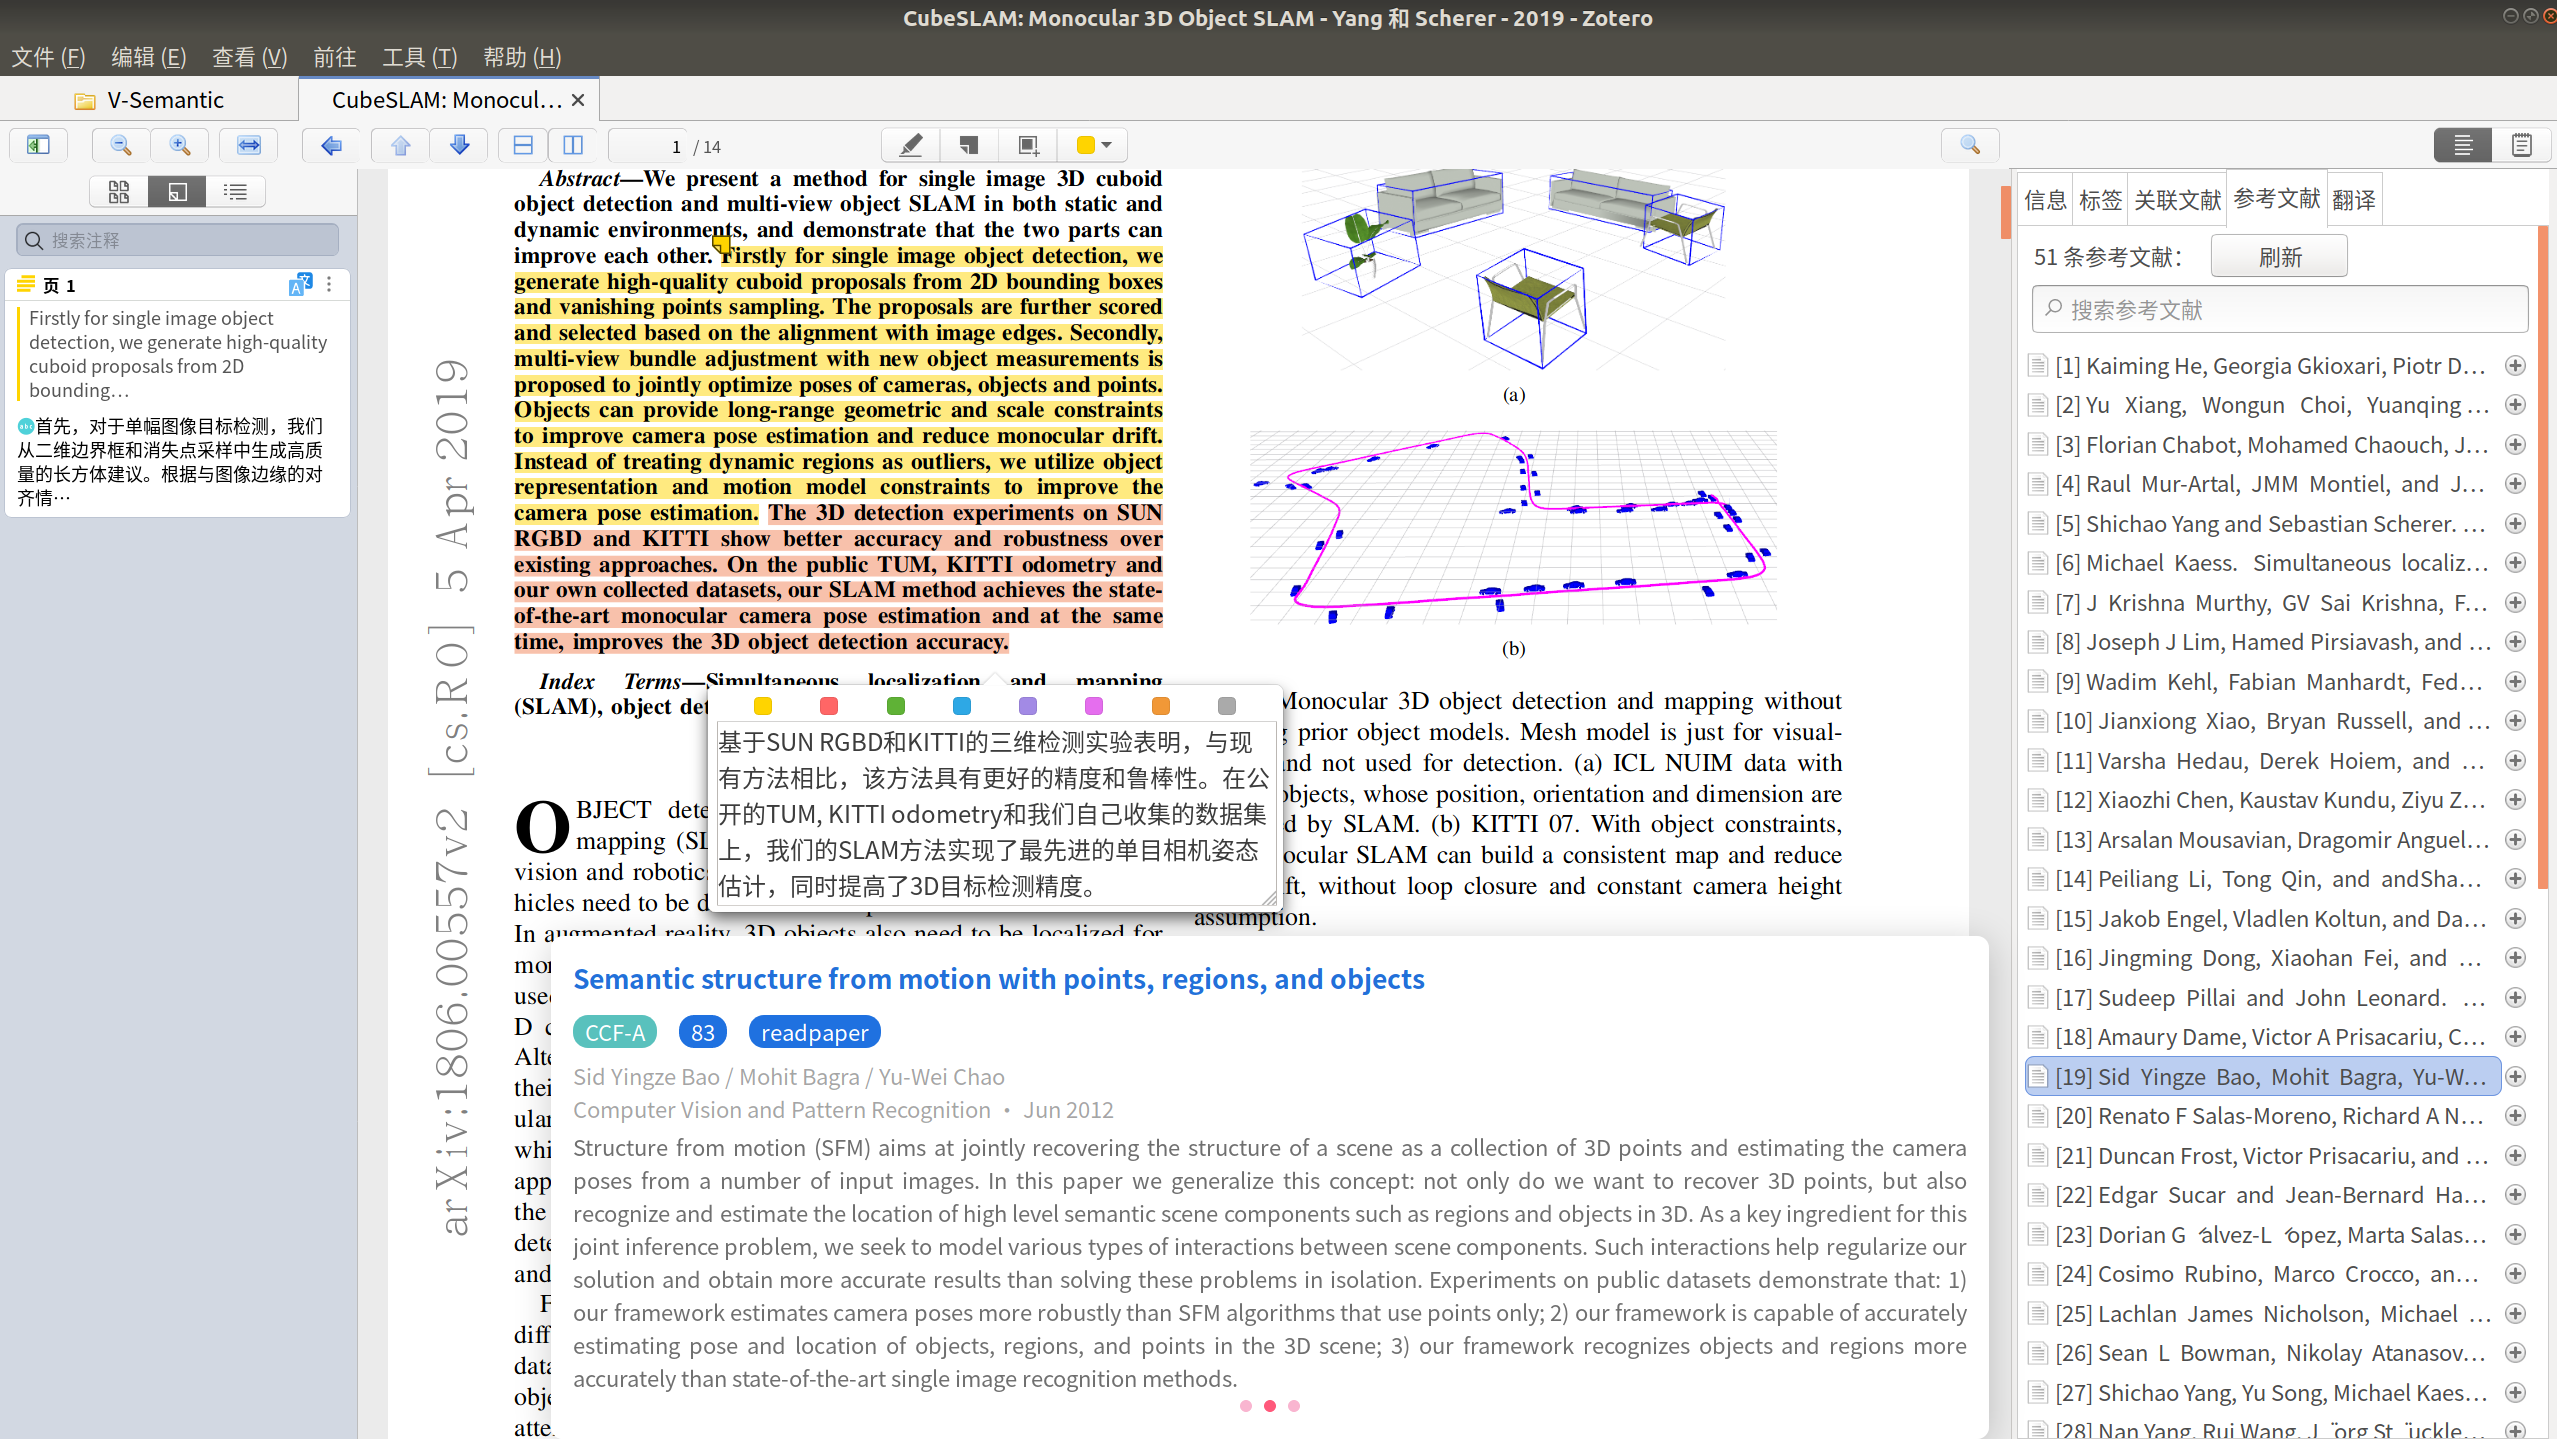 CubeSLAM: Monocular 3D Object SLAM - Yang 和 Scherer - 2019 - Zotero
文件 (F) 编辑 (E) 查看 (V) 前往 工具 (T) 帮助 (H)
V-Semantic
CubeSLAM: Monocul…
1 / 14
搜索注释
页 1
Firstly for single image object
detection, we generate high-quality
cuboid proposals from 2D
bounding…
首先，对于单幅图像目标检测，我们
从二维边界框和消失点采样中生成高质
量的长方体建议。根据与图像边缘的对
齐情…
arXiv:1806.00557v2 [cs.RO] 5 Apr 2019
Abstract—We present a method for single image 3D cuboid
object detection and multi-view object SLAM in both static and
dynamic environments, and demonstrate that the two parts can
improve each other. Firstly for single image object detection, we
generate high-quality cuboid proposals from 2D bounding boxes
and vanishing points sampling. The proposals are further scored
and selected based on the alignment with image edges. Secondly,
multi-view bundle adjustment with new object measurements is
proposed to jointly optimize poses of cameras, objects and points.
Objects can provide long-range geometric and scale constraints
to improve camera pose estimation and reduce monocular drift.
Instead of treating dynamic regions as outliers, we utilize object
representation and motion model constraints to improve the
camera pose estimation. The 3D detection experiments on SUN
RGBD and KITTI show better accuracy and robustness over
existing approaches. On the public TUM, KITTI odometry and
our own collected datasets, our SLAM method achieves the state-
of-the-art monocular camera pose estimation and at the same
time, improves the 3D object detection accuracy.
Index Terms—Simultaneous localization and mapping
(SLAM), object det
OBJECT dete
mapping (SL
vision and robotic
hicles need to be d
In augmented reality, 3D objects also need to be localized for
mor
use
D c
Alte
thei
ular
whi
app
the
dete
and
F
diff
data
obje
atte
基于SUN RGBD和KITTI的三维检测实验表明，与现
有方法相比，该方法具有更好的精度和鲁棒性。在公
开的TUM, KITTI odometry和我们自己收集的数据集
上，我们的SLAM方法实现了最先进的单目相机姿态
估计，同时提高了3D目标检测精度。
(a)
(b)
Monocular 3D object detection and mapping without
prior object models. Mesh model is just for visual-
nd not used for detection. (a) ICL NUIM data with
objects, whose position, orientation and dimension are
d by SLAM. (b) KITTI 07. With object constraints,
ocular SLAM can build a consistent map and reduce
ft, without loop closure and constant camera height
assumption.
Semantic structure from motion with points, regions, and objects
CCF-A 83 readpaper
Sid Yingze Bao / Mohit Bagra / Yu-Wei Chao
Computer Vision and Pattern Recognition · Jun 2012
Structure from motion (SFM) aims at jointly recovering the structure of a scene as a collection of 3D points and estimating the camera
poses from a number of input images. In this paper we generalize this concept: not only do we want to recover 3D points, but also
recognize and estimate the location of high level semantic scene components such as regions and objects in 3D. As a key ingredient for this
joint inference problem, we seek to model various types of interactions between scene components. Such interactions help regularize our
solution and obtain more accurate results than solving these problems in isolation. Experiments on public datasets demonstrate that: 1)
our framework estimates camera poses more robustly than SFM algorithms that use points only; 2) our framework is capable of accurately
estimating pose and location of objects, regions, and points in the 3D scene; 3) our framework recognizes objects and regions more
accurately than state-of-the-art single image recognition methods.
信息 标签 关联文献 参考文献 翻译
51 条参考文献： 刷新
搜索参考文献
[1] Kaiming He, Georgia Gkioxari, Piotr D…
[2] Yu Xiang, Wongun Choi, Yuanqing …
[3] Florian Chabot, Mohamed Chaouch, J…
[4] Raul Mur-Artal, JMM Montiel, and J…
[5] Shichao Yang and Sebastian Scherer. …
[6] Michael Kaess. Simultaneous localiz…
[7] J Krishna Murthy, GV Sai Krishna, F…
[8] Joseph J Lim, Hamed Pirsiavash, and …
[9] Wadim Kehl, Fabian Manhardt, Fed…
[10] Jianxiong Xiao, Bryan Russell, and …
[11] Varsha Hedau, Derek Hoiem, and …
[12] Xiaozhi Chen, Kaustav Kundu, Ziyu Z…
[13] Arsalan Mousavian, Dragomir Anguel…
[14] Peiliang Li, Tong Qin, and andSha…
[15] Jakob Engel, Vladlen Koltun, and Da…
[16] Jingming Dong, Xiaohan Fei, and …
[17] Sudeep Pillai and John Leonard. …
[18] Amaury Dame, Victor A Prisacariu, C…
[19] Sid Yingze Bao, Mohit Bagra, Yu-W…
[20] Renato F Salas-Moreno, Richard A N…
[21] Duncan Frost, Victor Prisacariu, and …
[22] Edgar Sucar and Jean-Bernard Ha…
[23] Dorian G ́alvez-L ́opez, Marta Salas…
[24] Cosimo Rubino, Marco Crocco, an…
[25] Lachlan James Nicholson, Michael …
[26] Sean L Bowman, Nikolay Atanasov…
[27] Shichao Yang, Yu Song, Michael Kaes…
[28] Nan Yang, Rui Wang, J ̈org St ̈uckle…